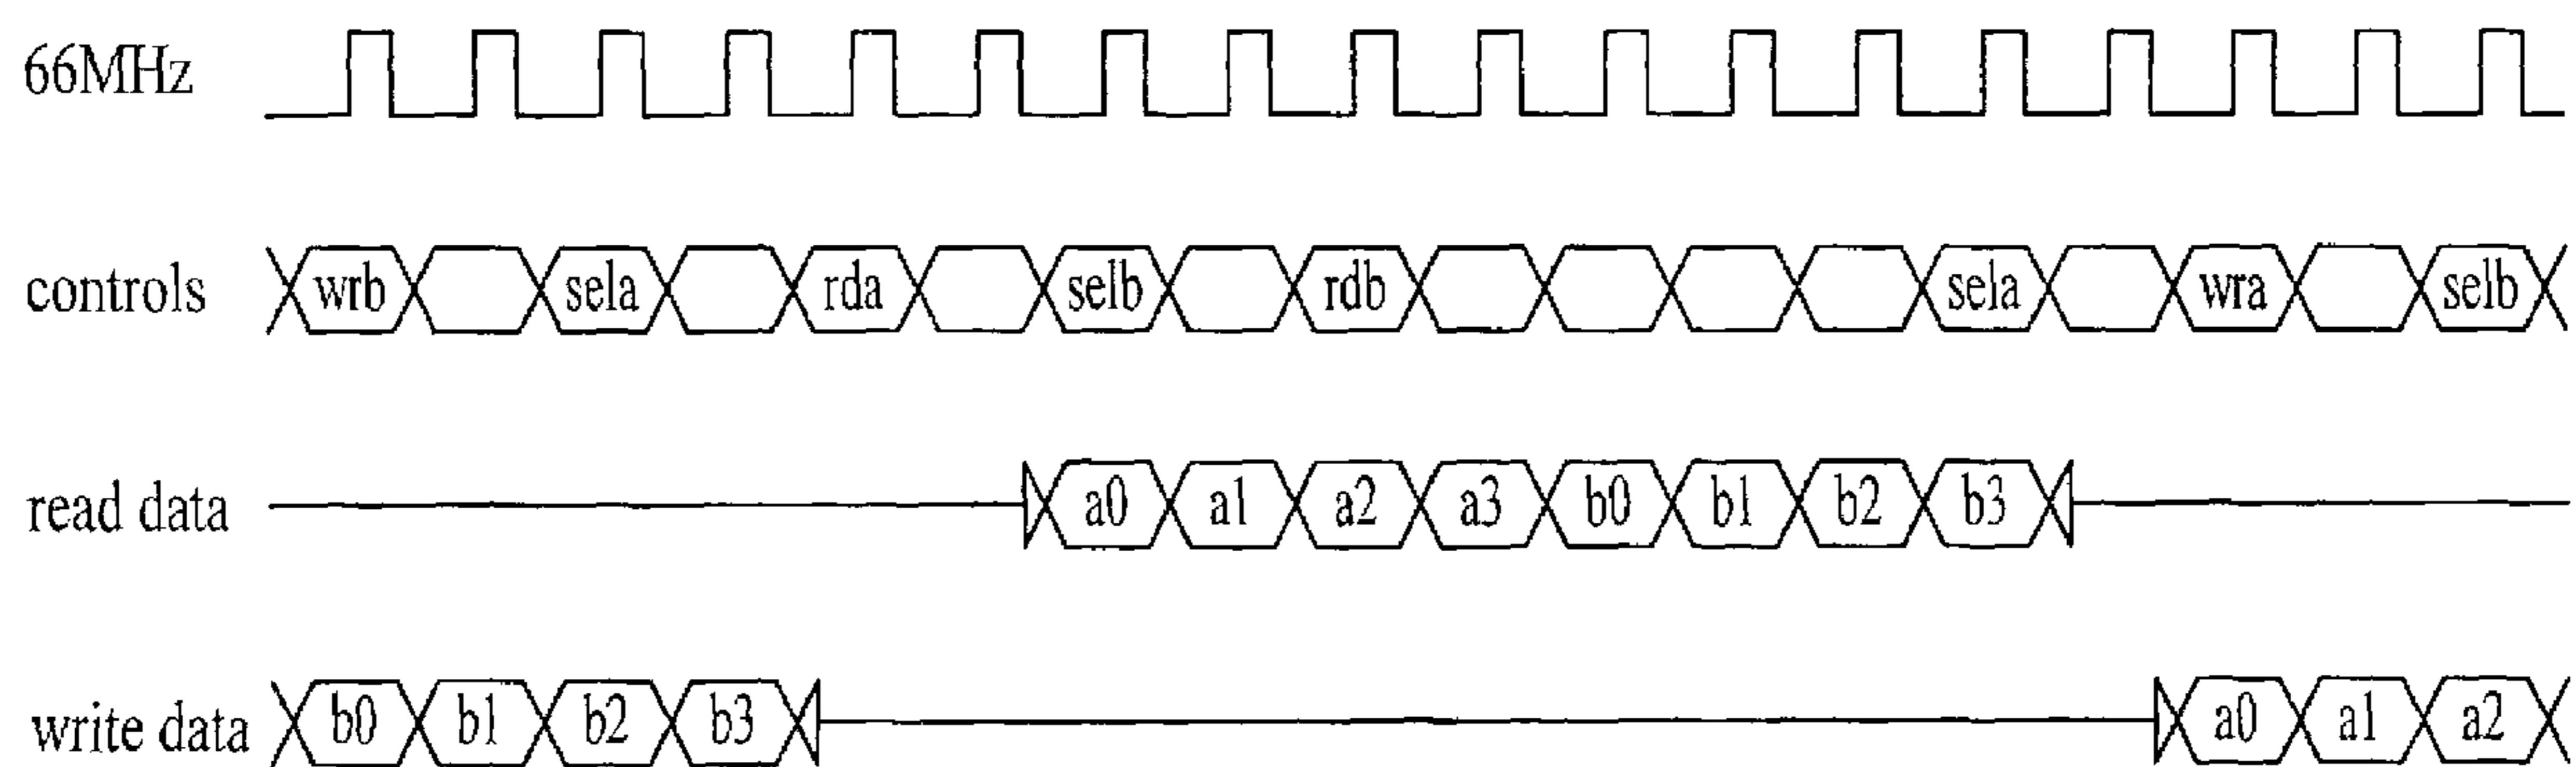 66MHz
controls wrb sela rda selb rdb sela wra selb
read data a0 a1 a2 a3 b0 b1 b2 b3
write data b0 b1 b2 b3 a0 a1 a2